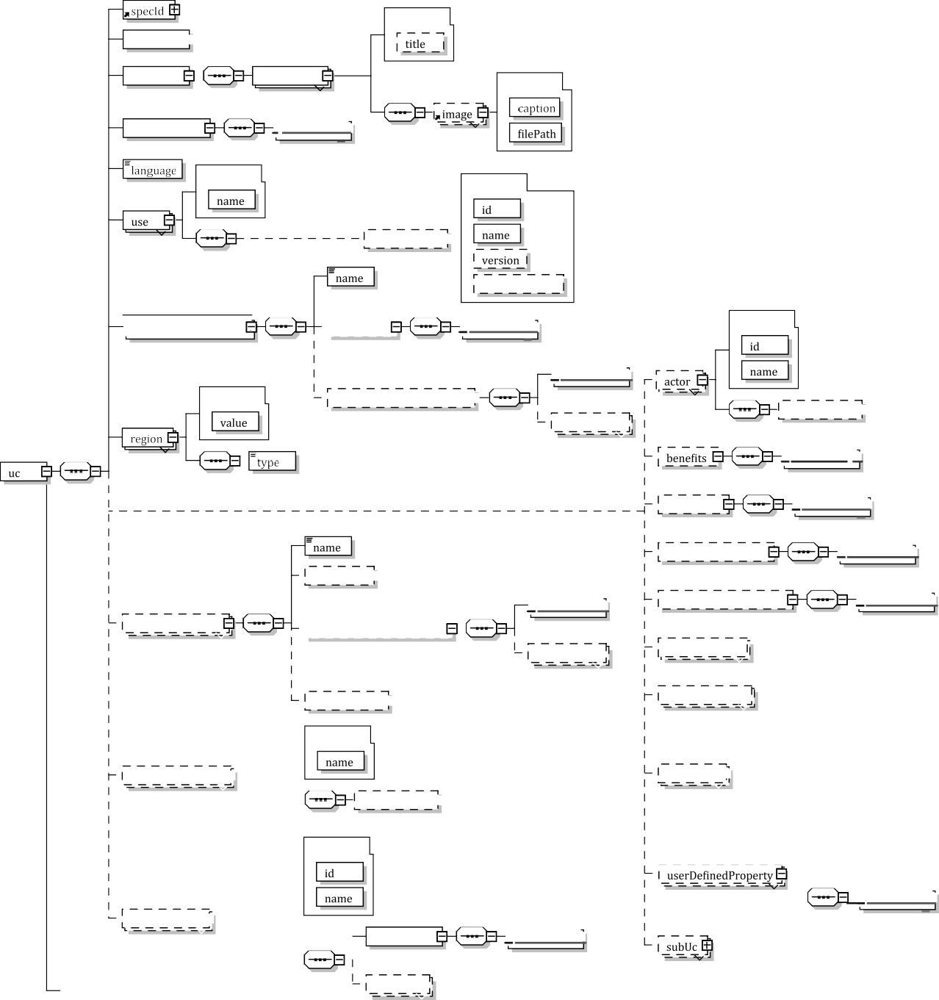 specId
title
image
caption
filePath
language
name
use
id
name
version
name
id
name
actor
value
region
type
benefits
uc
name
name
id
name
userDefinedProperty
subUc